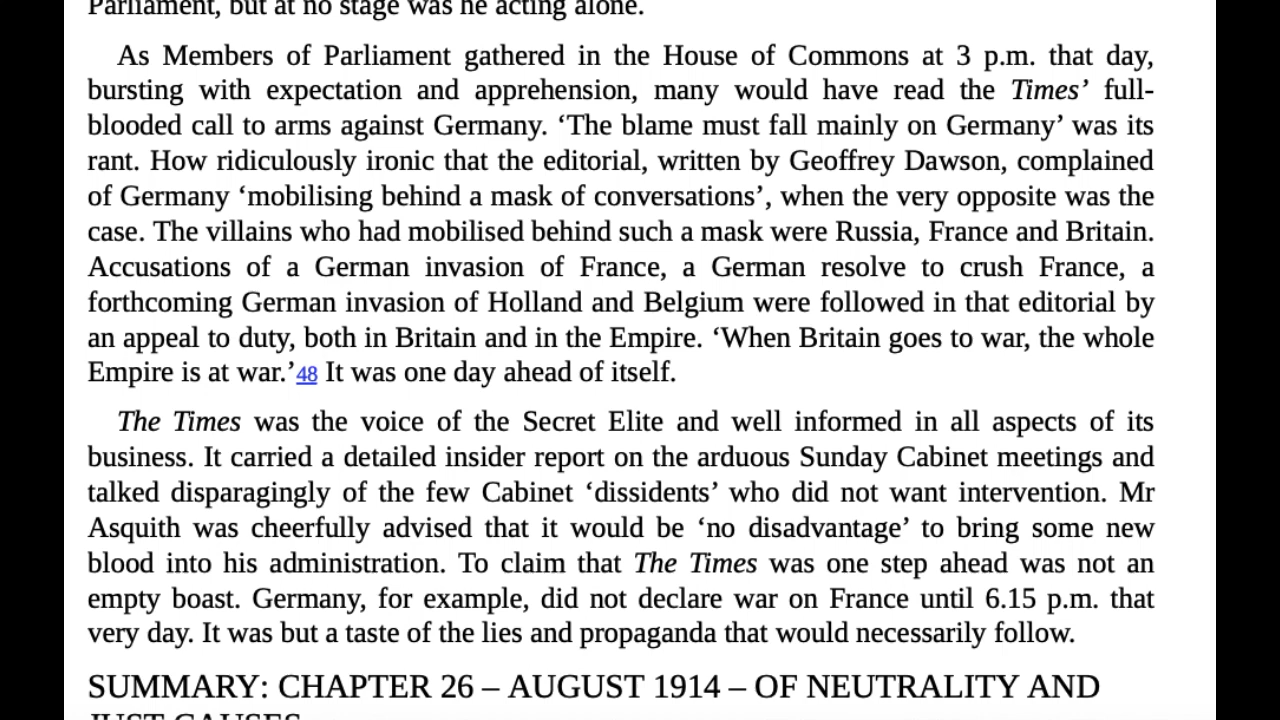 Parliament, but at no stage was he acting alone.
As Members of Parliament gathered in the House of Commons at 3 p.m. that day,
bursting with expectation and apprehension, many would have read the Times’ full-
blooded call to arms against Germany. ‘The blame must fall mainly on Germany’ was its
rant. How ridiculously ironic that the editorial, written by Geoffrey Dawson, complained
of Germany ‘mobilising behind a mask of conversations’, when the very opposite was the
case. The villains who had mobilised behind such a mask were Russia, France and Britain.
Accusations of a German invasion of France, a German resolve to crush France, a
forthcoming German invasion of Holland and Belgium were followed in that editorial by
an appeal to duty, both in Britain and in the Empire. ‘When Britain goes to war, the whole
Empire is at war.’48 It was one day ahead of itself.
The Times was the voice of the Secret Elite and well informed in all aspects of its
business. It carried a detailed insider report on the arduous Sunday Cabinet meetings and
talked disparagingly of the few Cabinet ‘dissidents’ who did not want intervention. Mr
Asquith was cheerfully advised that it would be ‘no disadvantage’ to bring some new
blood into his administration. To claim that The Times was one step ahead was not an
empty boast. Germany, for example, did not declare war on France until 6.15 p.m. that
very day. It was but a taste of the lies and propaganda that would necessarily follow.
SUMMARY: CHAPTER 26 – AUGUST 1914 – OF NEUTRALITY AND
JUST CAUSES